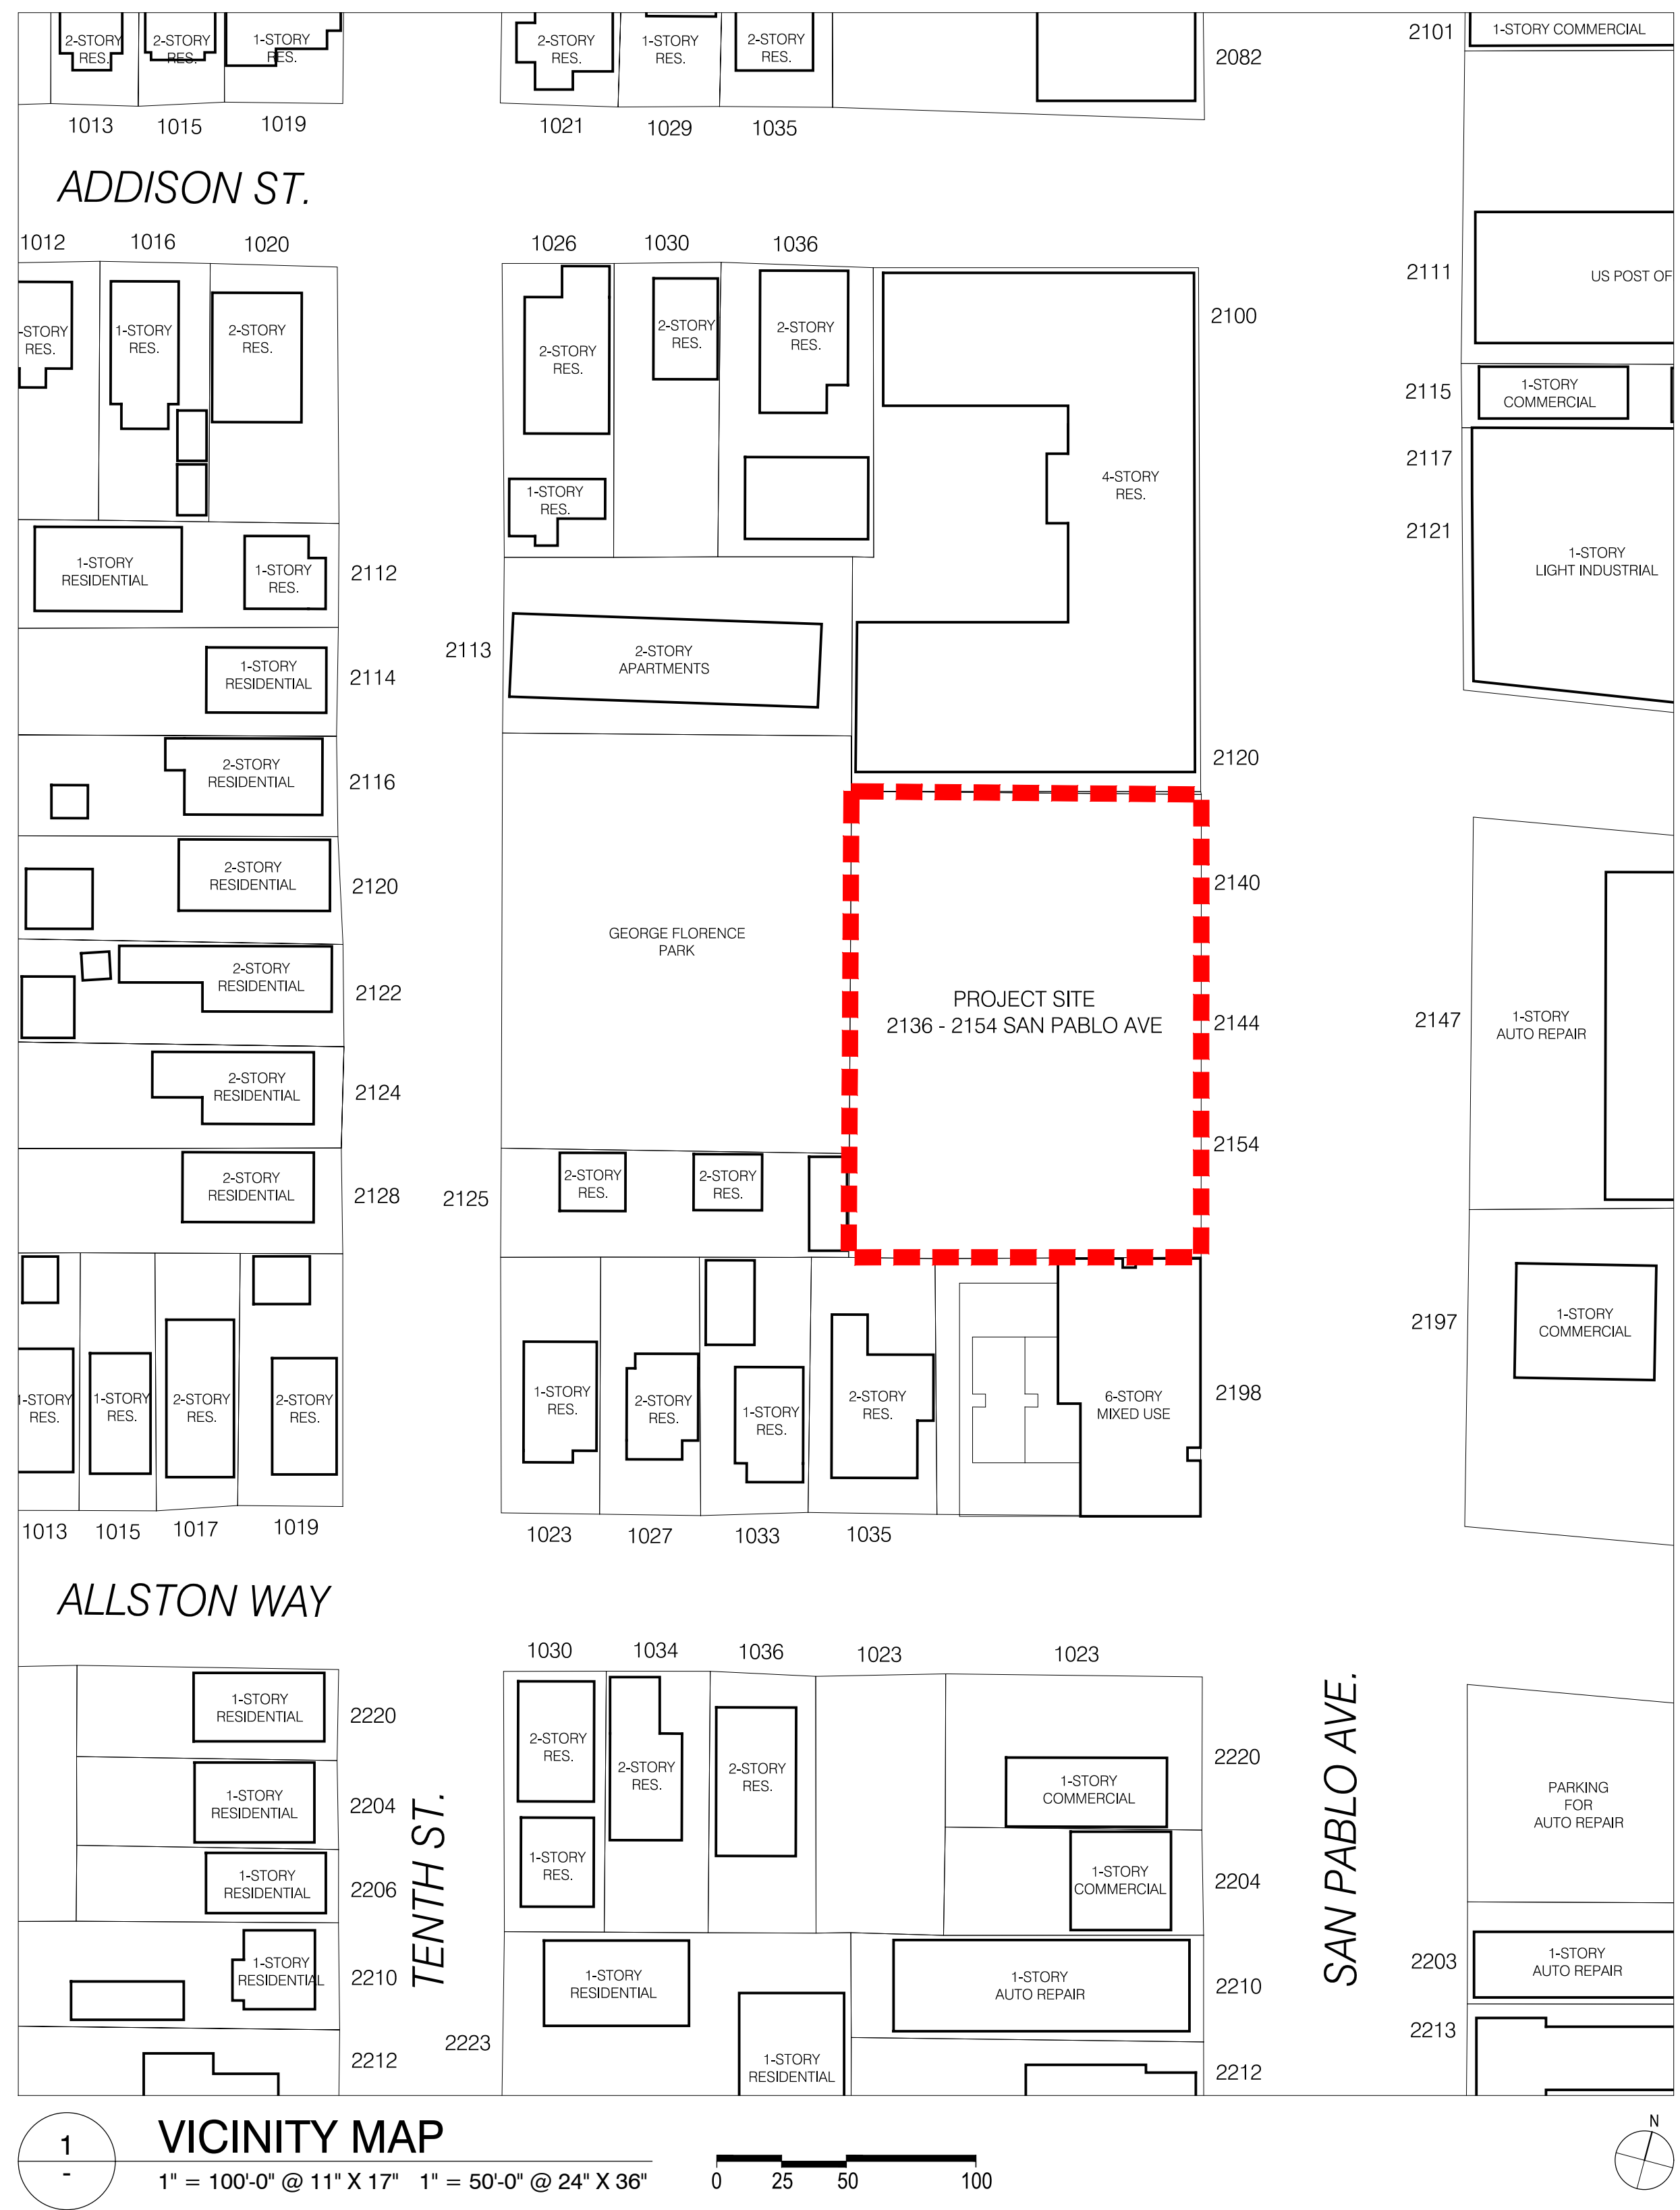 2-STORY
RES.
2-STORY
RES.
1-STORY
RES.
2-STORY
RES.
1-STORY
RES.
2-STORY
RES.
2082
2101
1-STORY COMMERCIAL
1013
1015
1019
1021
1029
1035
ADDISON ST.
1012
1016
1020
1026
1030
1036
-STORY
RES.
1-STORY
RES.
2-STORY
RES.
2-STORY
RES.
2-STORY
RES.
2-STORY
RES.
2100
2111
US POST OF
2115
1-STORY
COMMERCIAL
2117
1-STORY
RES.
4-STORY
RES.
2121
1-STORY
LIGHT INDUSTRIAL
1-STORY
RESIDENTIAL
1-STORY
RES.
2112
2113
2-STORY
APARTMENTS
1-STORY
RESIDENTIAL
2114
2-STORY
RESIDENTIAL
2116
2120
2-STORY
RESIDENTIAL
2120
2140
GEORGE FLORENCE
PARK
2-STORY
RESIDENTIAL
2122
PROJECT SITE
2136 - 2154 SAN PABLO AVE
2144
2147
1-STORY
AUTO REPAIR
2-STORY
RESIDENTIAL
2124
2154
2-STORY
RESIDENTIAL
2128
2125
2-STORY
RES.
2-STORY
RES.
2197
1-STORY
COMMERCIAL
1-STORY
RES.
1-STORY
RES.
2-STORY
RES.
2-STORY
RES.
1-STORY
RES.
2-STORY
RES.
1-STORY
RES.
2-STORY
RES.
6-STORY
MIXED USE
2198
1013
1015
1017
1019
1023
1027
1033
1035
ALLSTON WAY
1030
1034
1036
1023
1023
1-STORY
RESIDENTIAL
2220
2-STORY
RES.
2-STORY
RES.
2-STORY
RES.
1-STORY
COMMERCIAL
2220
PARKING
FOR
AUTO REPAIR
1-STORY
RESIDENTIAL
2204
TENTH ST.
SAN PABLO AVE.
1-STORY
RES.
1-STORY
COMMERCIAL
2204
1-STORY
RESIDENTIAL
2206
1-STORY
RESIDENTIAL
2210
1-STORY
RESIDENTIAL
1-STORY
AUTO REPAIR
2210
2203
1-STORY
AUTO REPAIR
2223
2213
2212
1-STORY
RESIDENTIAL
2212
1
-
VICINITY MAP
1" = 100'-0" @ 11" X 17" 1" = 50'-0" @ 24" X 36"
0 25 50 100
N